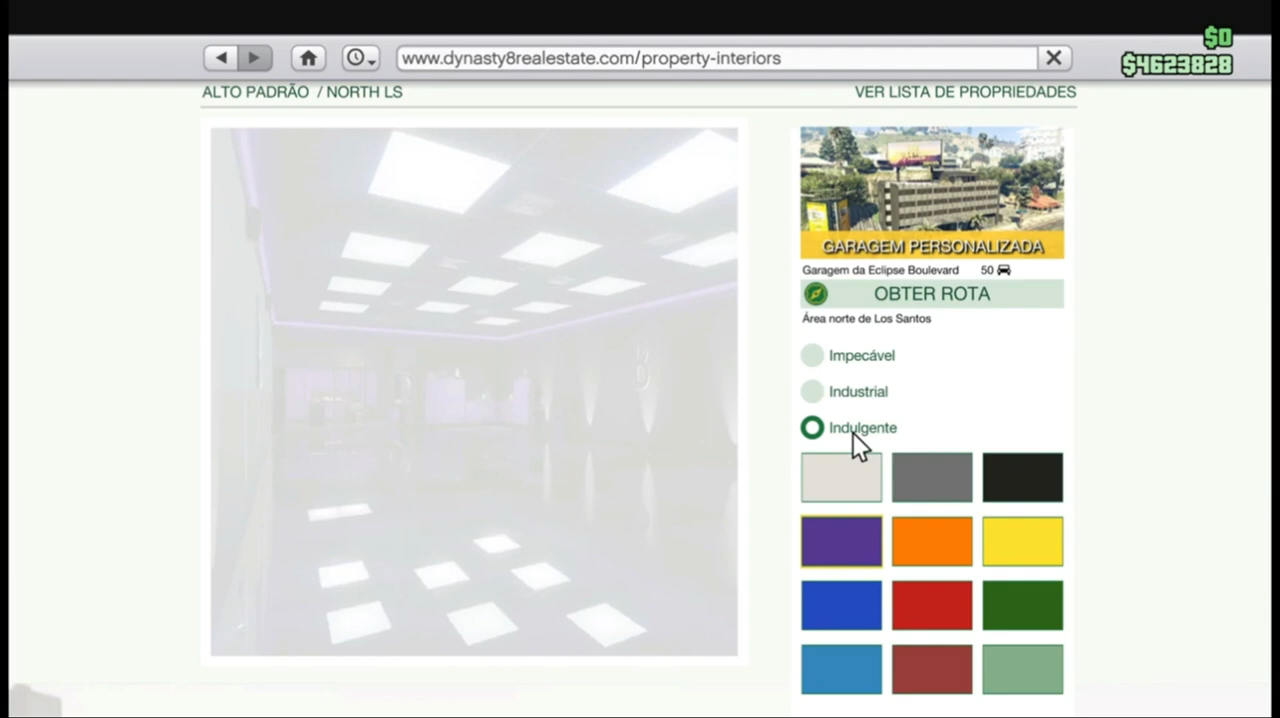 $0
www.dynasty8realestate.com/property-interiors
$4623828
ALTO PADRÃO / NORTH LS
VER LISTA DE PROPRIEDADES
GARAGEM PERSONALIZADA
Garagem da Eclipse Boulevard 50
OBTER ROTA
Área norte de Los Santos
Impecável
Industrial
Indulgente